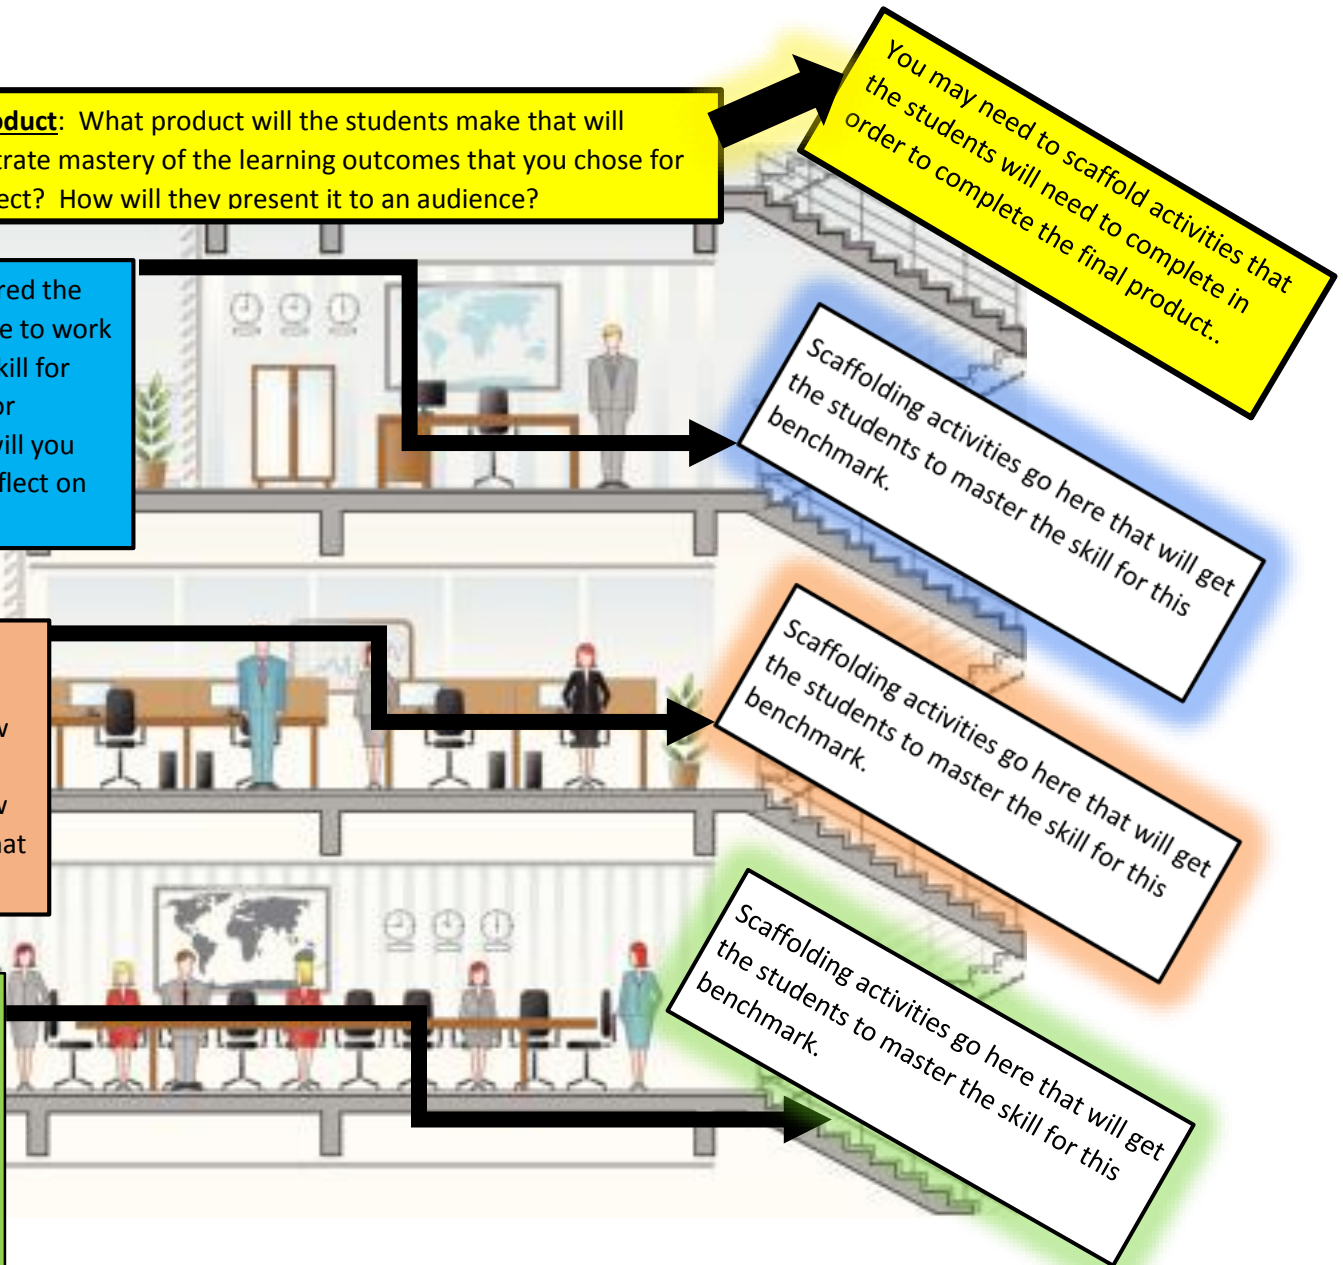 oduct: What product will the students make that will
trate mastery of the learning outcomes that you chose for
ect? How will they present it to an audience?
You may need to scaffold activities that
the students will need to complete in
order to complete the final product..
red the
e to work
kill for
or
vill you
flect on
Scaffolding activities go here that will get
the students to master the skill for this
benchmark.
w
w
hat
Scaffolding activities go here that will get
the students to master the skill for this
benchmark.
Scaffolding activities go here that will get
the students to master the skill for this
benchmark.